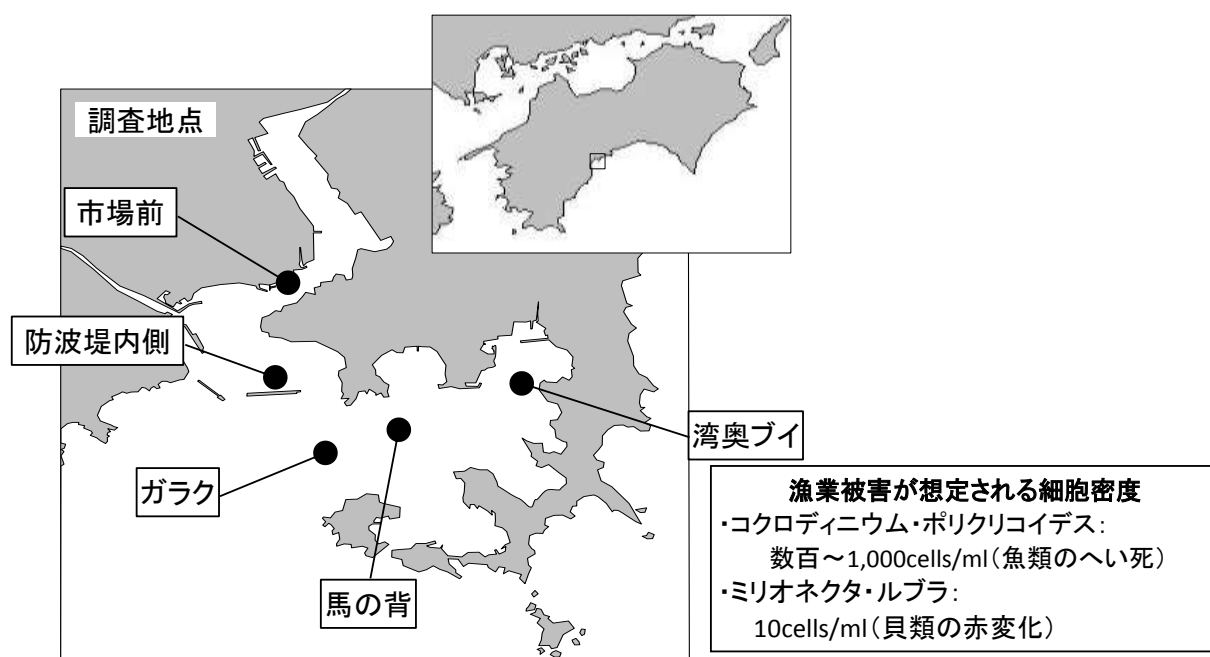 調査地点
市場前
防波堤内側
ガラク
馬の背
湾奥ブイ
漁業被害が想定される細胞密度
・コクロディニウム・ポリクリコイデス：
数百～1,000cells/ml（魚類のへい死）
・ミリオネクタ・ルブラ：
10cells/ml（貝類の赤変化）